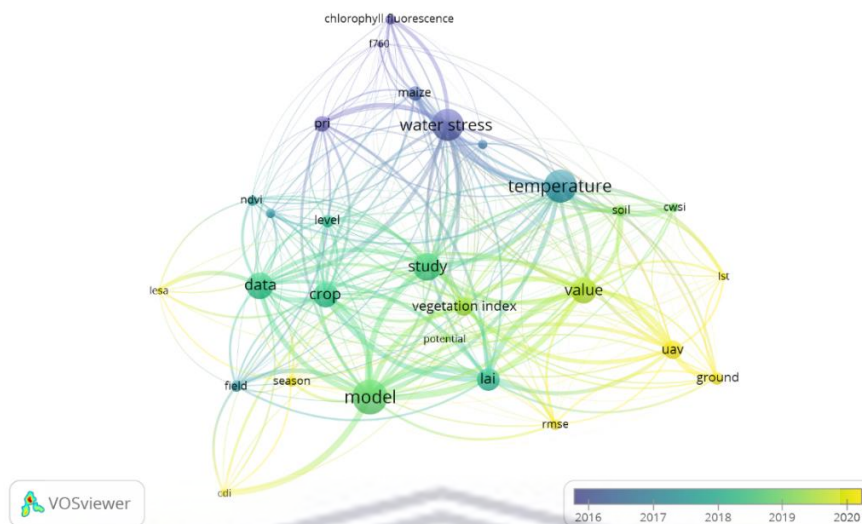 chlorophyll fluorescence
f760
maize
pri
water stress
temperature
ndvi
level
soil
cwsi
study
lst
data
crop
value
lesa
vegetation index
potential
uav
season
lai
ground
field
model
rmse
cdi
VOSviewer
2016 2017 2018 2019 2020